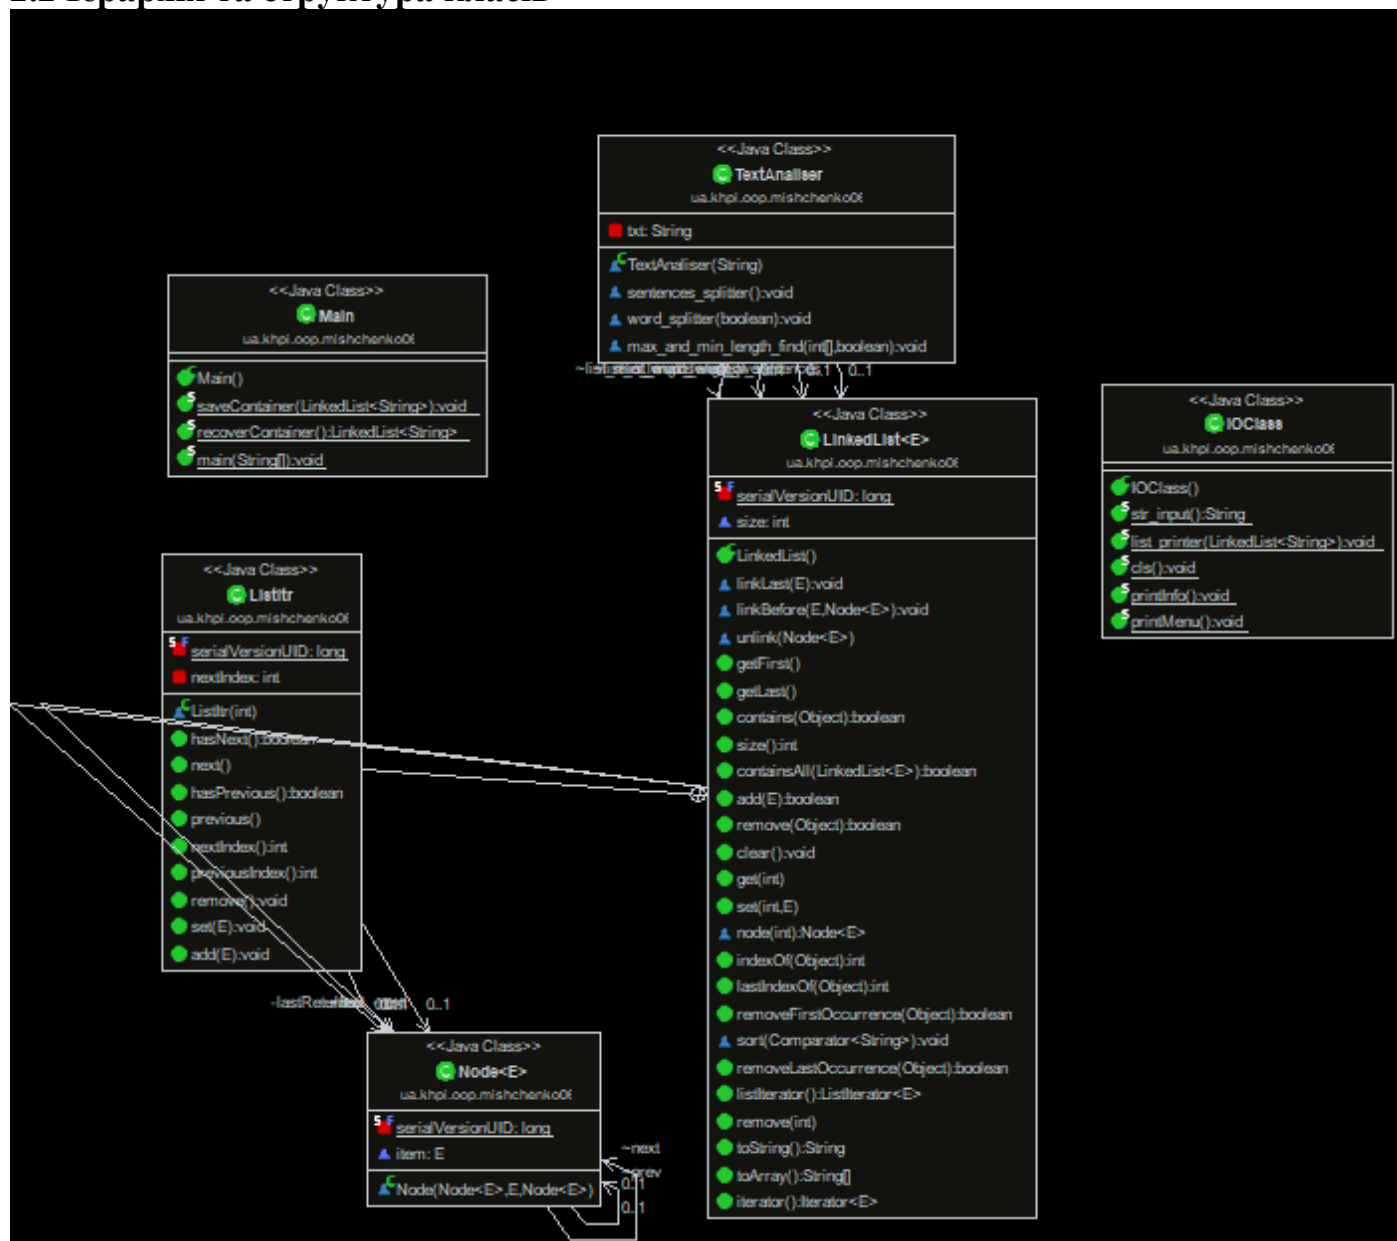 <<Java Class>>
TextAnaliser
ua.khpi.oop.mishchenko06
txt: String
TextAnaliser(String)
sentences_splitter():void
word_splitter(boolean):void
max_and_min_length_find(int[],boolean):void
0..1
<<Java Class>>
Main
ua.khpi.oop.mishchenko06
Main()
saveContainer(LinkedList<String>):void
recoverContainer():LinkedList<String>
main(String[]):void
<<Java Class>>
LinkedList<E>
ua.khpi.oop.mishchenko06
serialVersionUID: long
size: int
LinkedList()
linkLast(E):void
linkBefore(E,Node<E>):void
unlink(Node<E>)
getFirst()
getLast()
contains(Object):boolean
size():int
containsAll(LinkedList<E>):boolean
add(E):boolean
remove(Object):boolean
clear():void
get(int)
set(int,E)
node(int):Node<E>
indexOf(Object):int
lastIndexOf(Object):int
removeFirstOccurrence(Object):boolean
sort(Comparator<String>):void
removeLastOccurrence(Object):boolean
listIterator():ListIterator<E>
remove(int)
toString():String
toArray():String[]
iterator():Iterator<E>
<<Java Class>>
IOClass
ua.khpi.oop.mishchenko06
IOClass()
str_input():String
list_printer(LinkedList<String>):void
cls():void
printInfo():void
printMenu():void
<<Java Class>>
ListItr
ua.khpi.oop.mishchenko06
serialVersionUID: long
nextIndex: int
ListItr(int)
hasNext():boolean
next()
hasPrevious():boolean
previous()
nextIndex():int
previousIndex():int
remove():void
set(E):void
add(E):void
0..1
<<Java Class>>
Node<E>
ua.khpi.oop.mishchenko06
serialVersionUID: long
item: E
Node(Node<E>,E,Node<E>)
~next
~prev
0..1
0..1